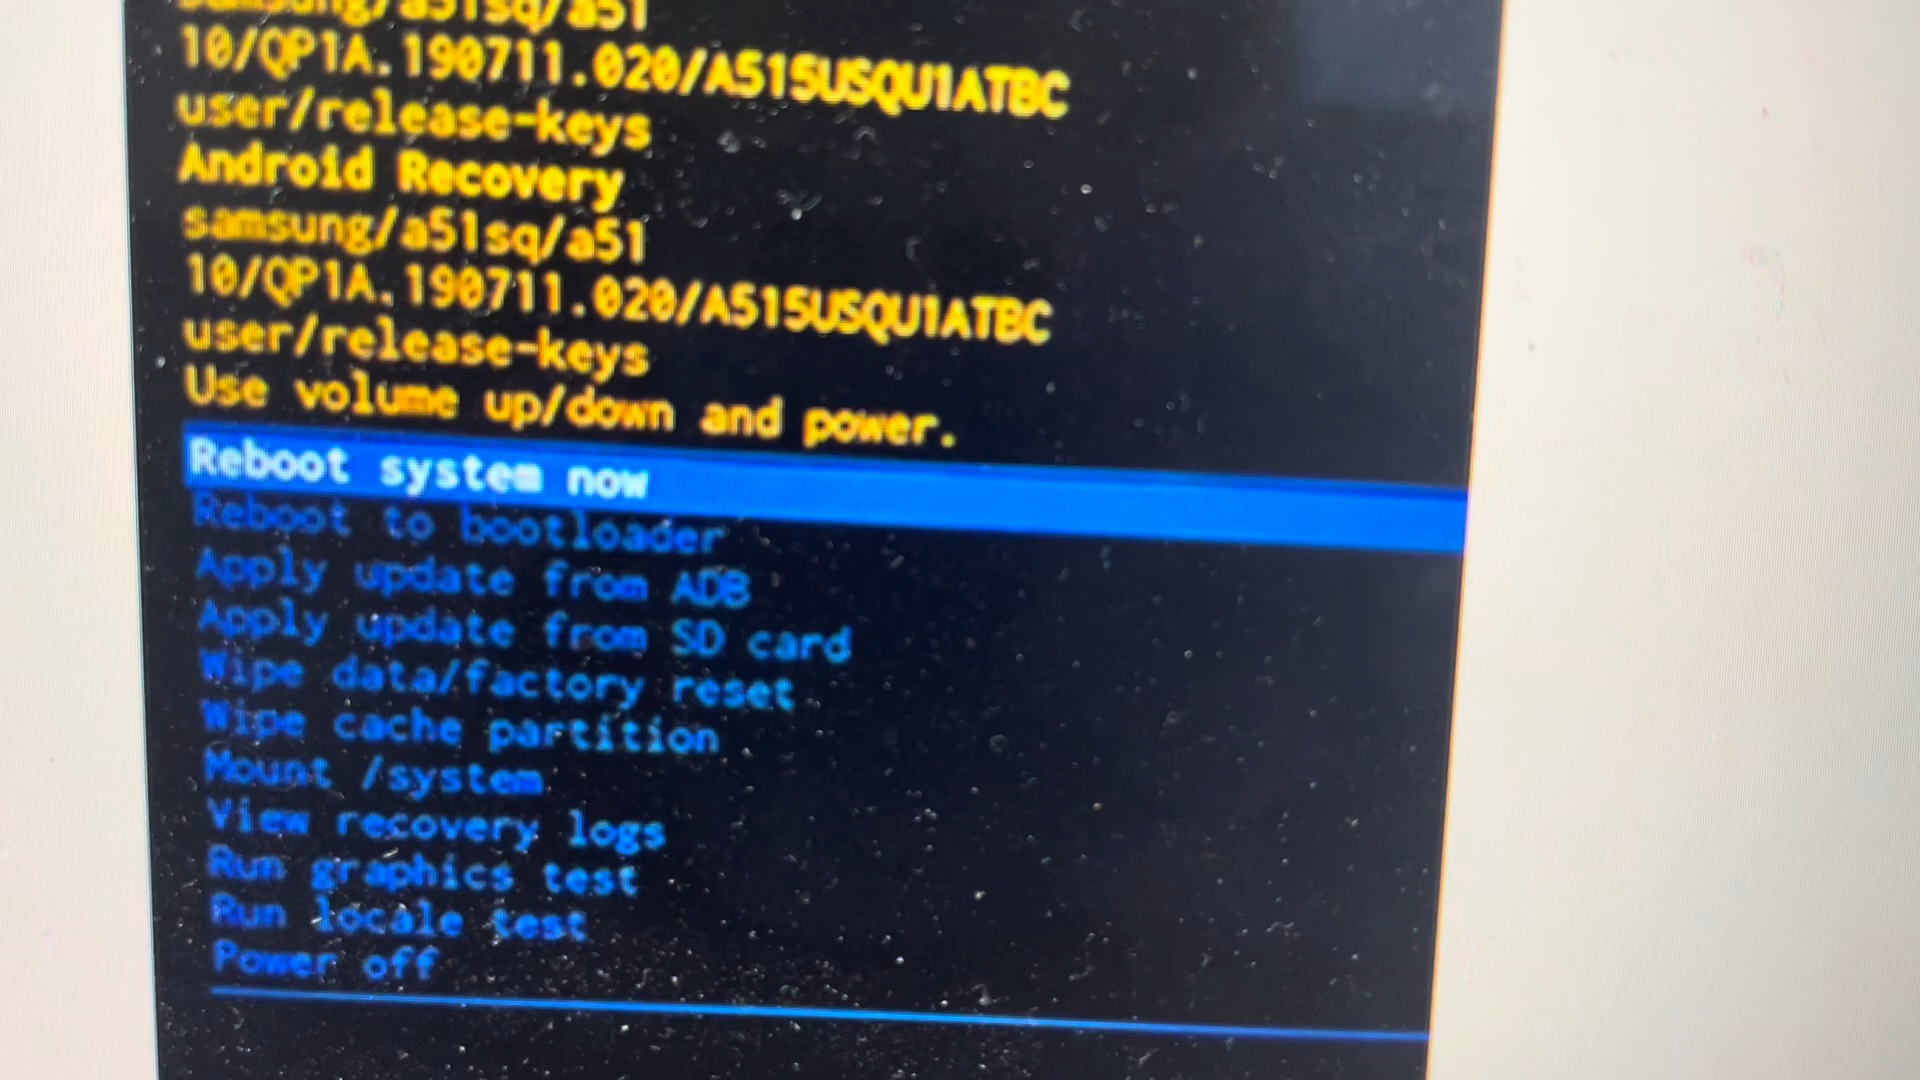 samsung/a51sq/a51
10/QP1A.190711.020/A515USQU1ATBC
user/release-keys
Android Recovery
samsung/a51sq/a51
10/QP1A.190711.020/A515USQU1ATBC
user/release-keys
Use volume up/down and power.
Reboot system now
Reboot to bootloader
Apply update from ADB
Apply update from SD card
Wipe data/factory reset
Wipe cache partition
Mount /system
View recovery logs
Run graphics test
Run locale test
Power off